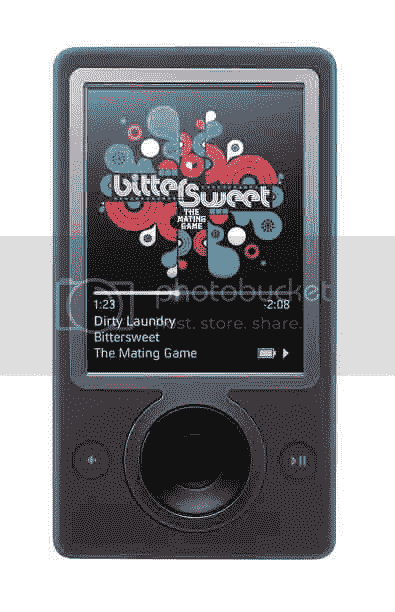 bitter:Sweet
THE
MATING
GAME
photobucket
host. store. share.
1:23 -2:08
Dirty Laundry
Bittersweet
The Mating Game